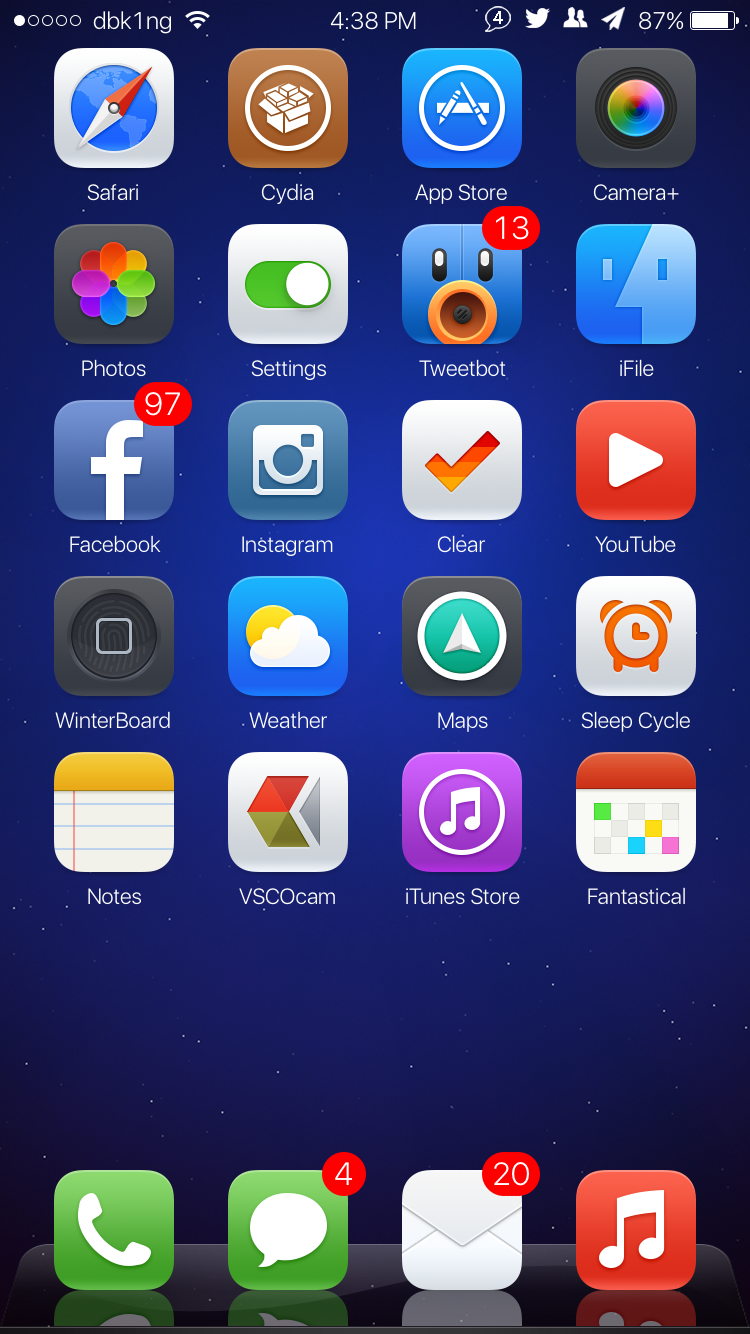 dbk1ng 4:38 PM 4 87%
Safari Cydia App Store Camera+
13
Photos Settings Tweetbot iFile
97
Facebook Instagram Clear YouTube
WinterBoard Weather Maps Sleep Cycle
Notes VSCOcam iTunes Store Fantastical
4 20